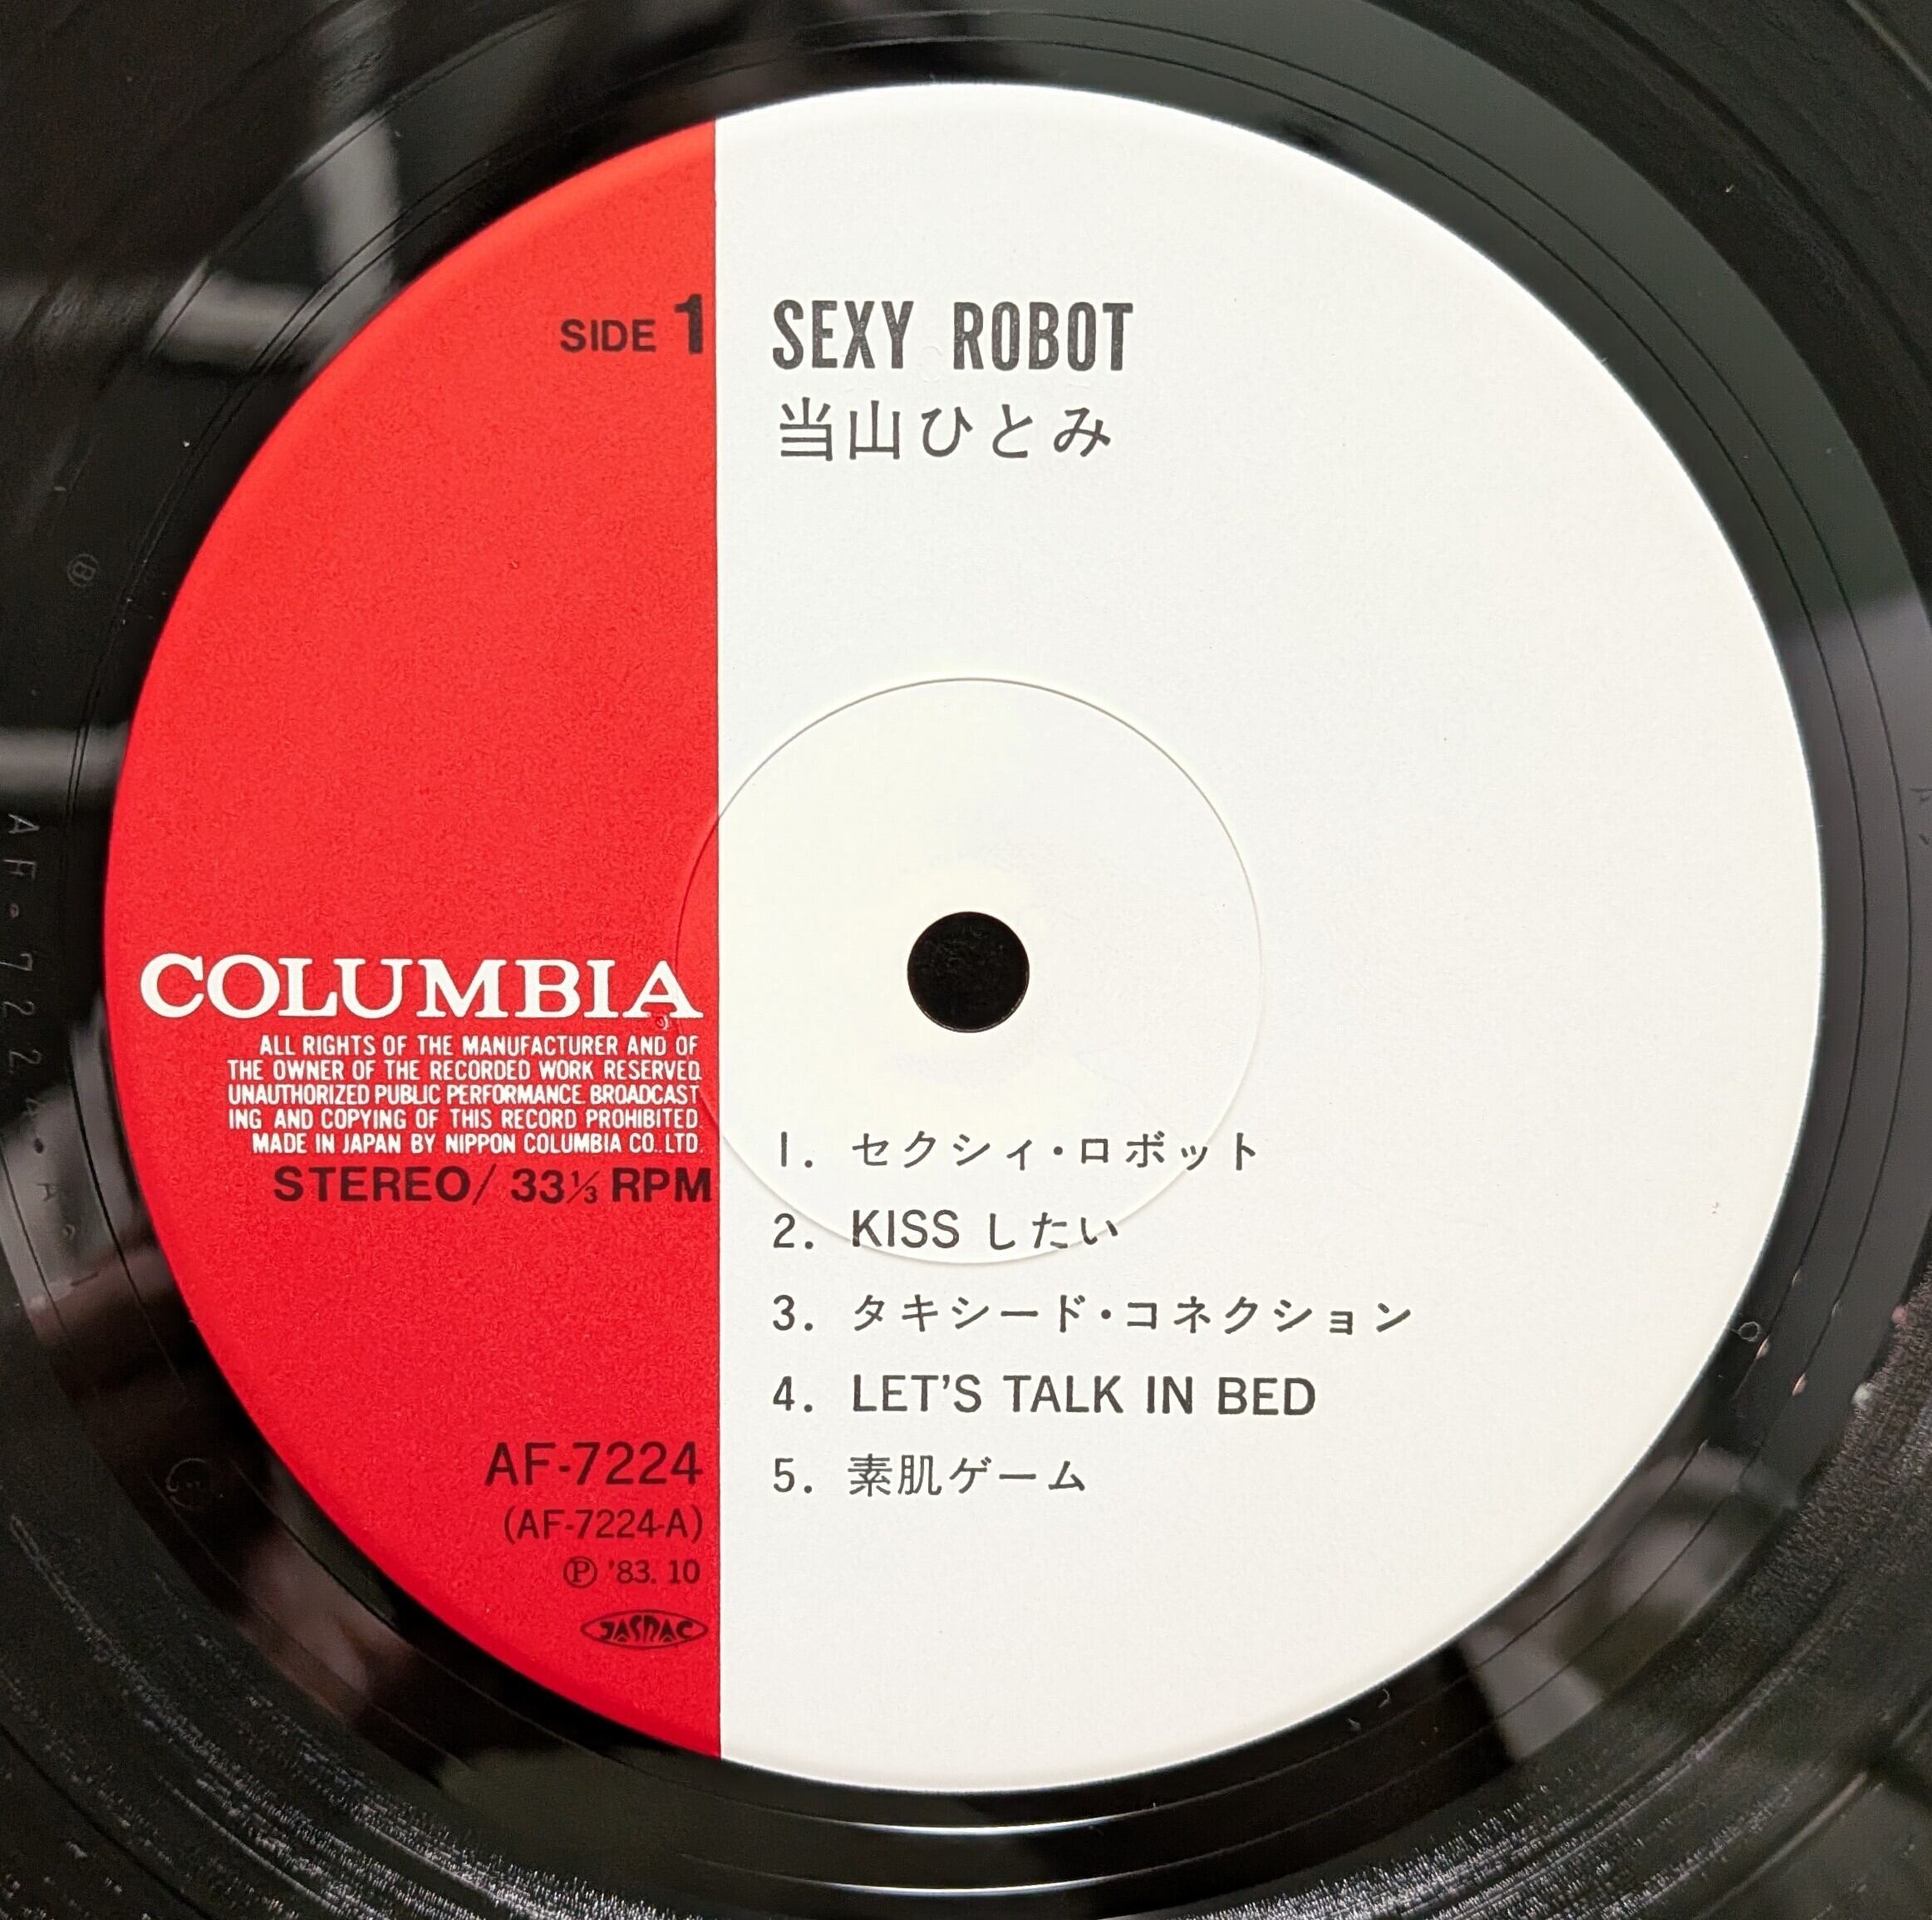 SIDE 1
SEXY ROBOT
当山ひとみ
COLUMBIA
ALL RIGHTS OF THE MANUFACTURER AND OF
THE OWNER OF THE RECORDED WORK RESERVED.
UNAUTHORIZED PUBLIC PERFORMANCE. BROADCAST
ING AND COPYING OF THIS RECORD PROHIBITED.
MADE IN JAPAN BY NIPPON COLUMBIA CO., LTD.
STEREO/ 33⅓ RPM
1. セクシィ・ロボット
2. KISS したい
3. タキシード・コネクション
4. LET'S TALK IN BED
5. 素肌ゲーム
AF-7224
(AF-7224-A)
Ⓟ '83. 10
JASRAC
AF・7224・A